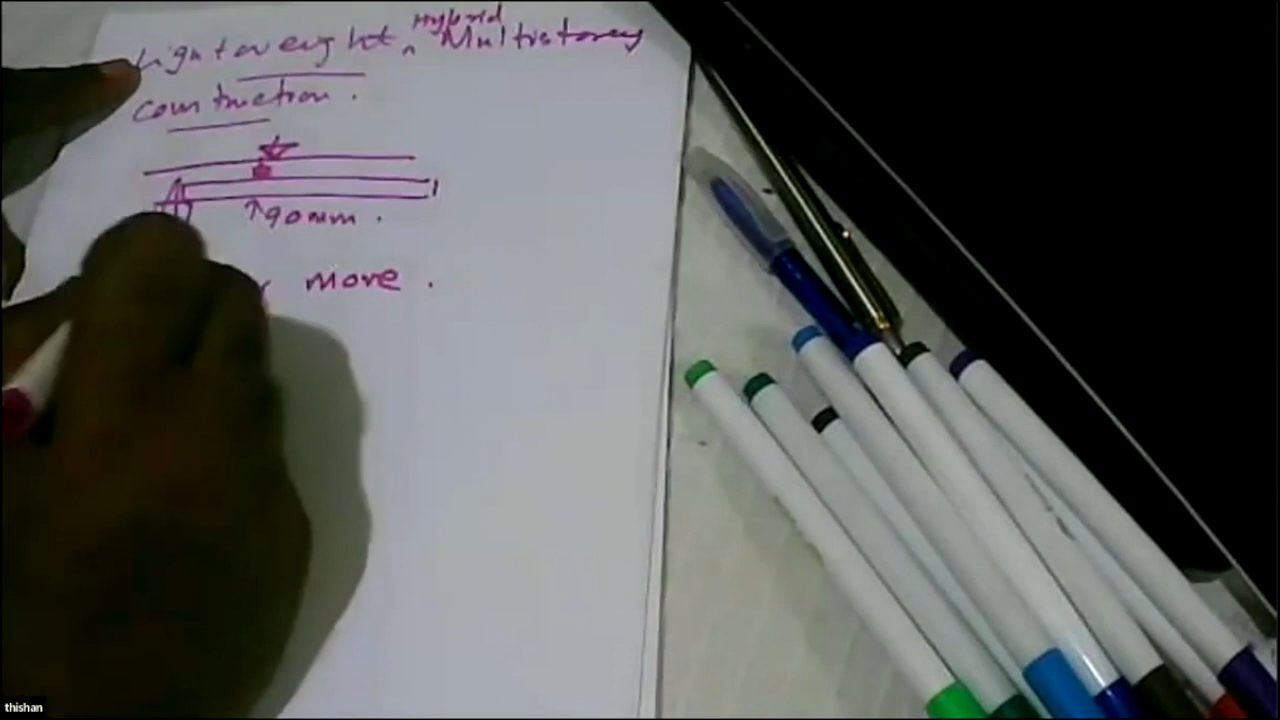 Lightweight Hybrid Multistorey
construction.
↑90mm.
more.
thishan